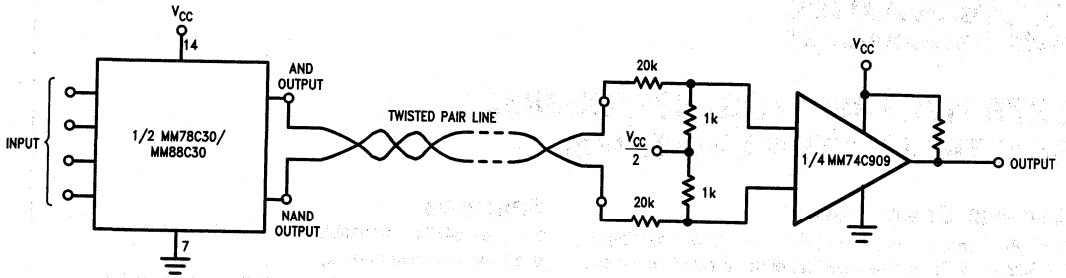 VCC
14
INPUT
1/2 MM78C30/
MM88C30
7
AND
OUTPUT
NAND
OUTPUT
TWISTED PAIR LINE
20k
1k
VCC
2
1k
20k
VCC
1/4 MM74C909
OUTPUT